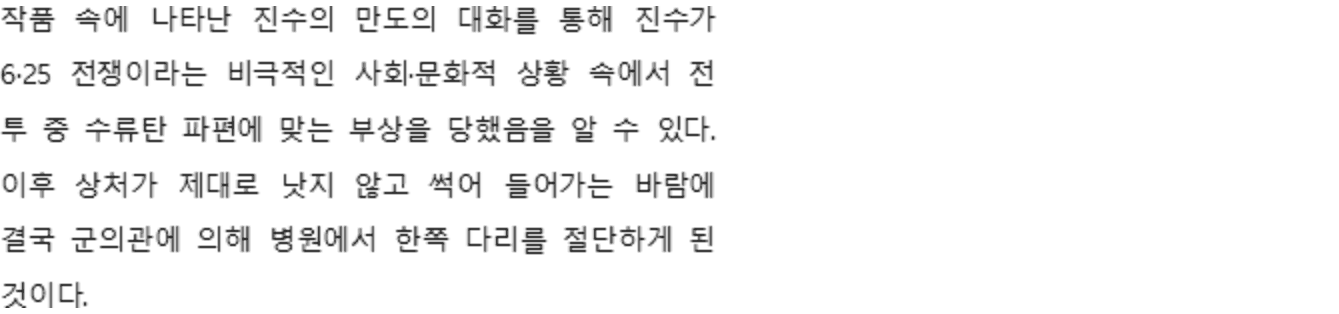 작품 속에 나타난 진수의 만도의 대화를 통해 진수가
6·25 전쟁이라는 비극적인 사회·문화적 상황 속에서 전
투 중 수류탄 파편에 맞는 부상을 당했음을 알 수 있다.
이후 상처가 제대로 낫지 않고 썩어 들어가는 바람에
결국 군의관에 의해 병원에서 한쪽 다리를 절단하게 된
것이다.